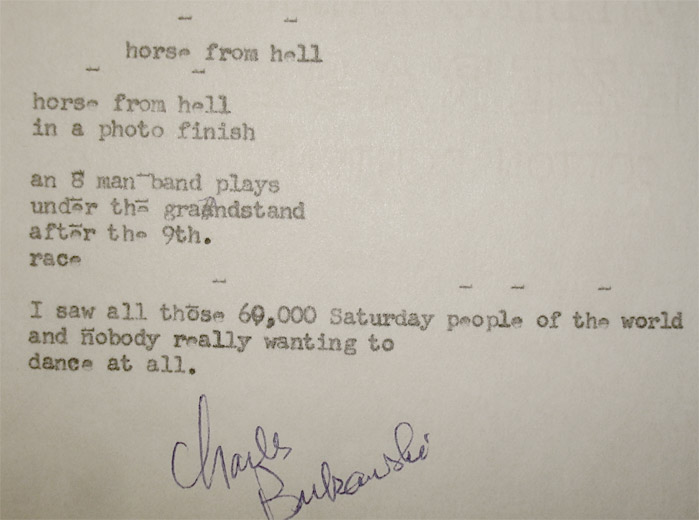 horse from hell
horse from hell
in a photo finish
an 8 man band plays
under the grandstand
after the 9th.
race
I saw all those 60,000 Saturday people of the world
and nobody really wanting to
dance at all.
Charles
Bukowski